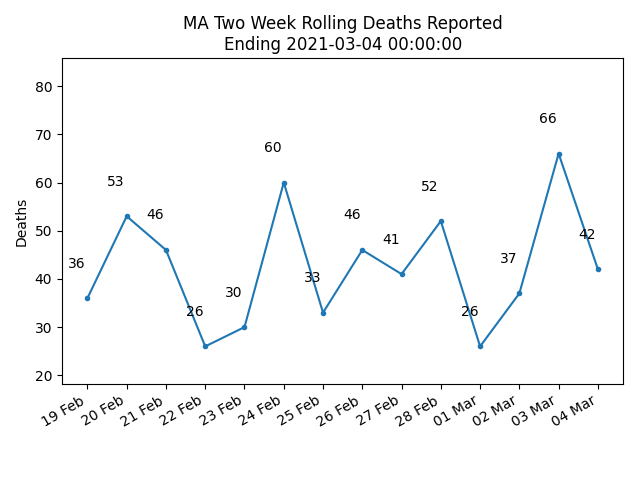 MA Two Week Rolling Deaths Reported
Ending 2021-03-04 00:00:00
Deaths
80
70
60
50
40
30
20
36
53
46
26
30
60
33
46
41
52
26
37
66
42
19 Feb
20 Feb
21 Feb
22 Feb
23 Feb
24 Feb
25 Feb
26 Feb
27 Feb
28 Feb
01 Mar
02 Mar
03 Mar
04 Mar